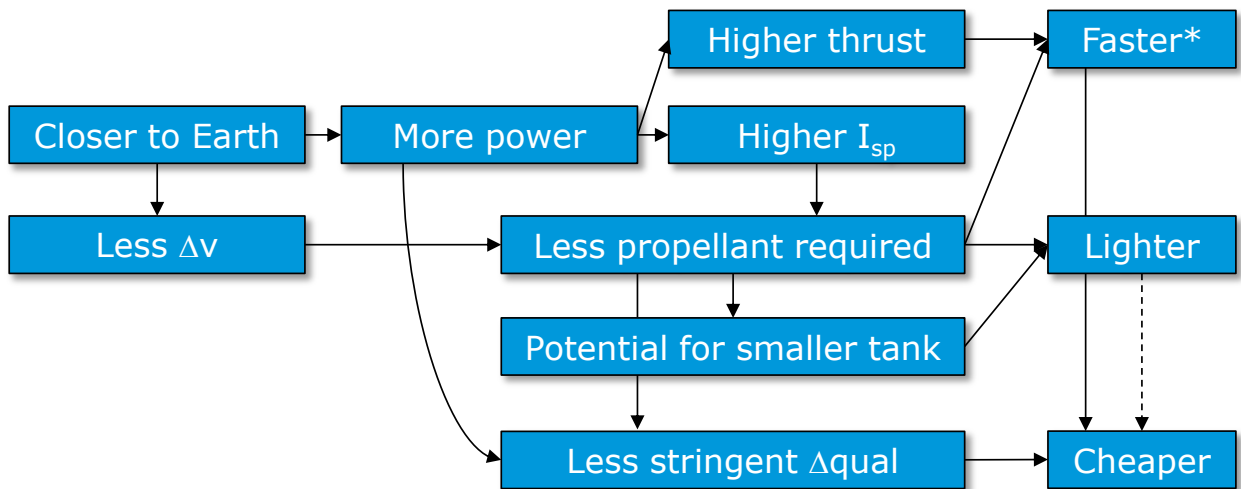 Higher thrust
Faster*
Closer to Earth
More power
Higher Isp
Less Δv
Less propellant required
Lighter
Potential for smaller tank
Less stringent Δqual
Cheaper